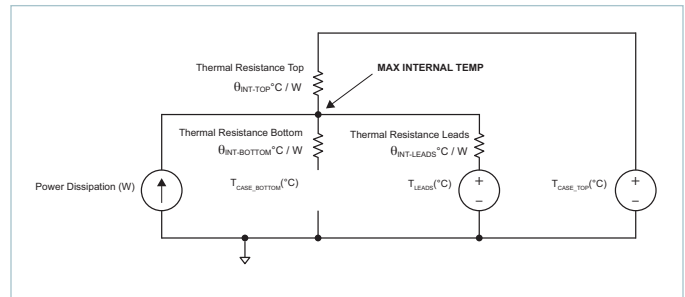 Thermal Resistance Top
θINT-TOP°C / W
MAX INTERNAL TEMP
Thermal Resistance Bottom
θINT-BOTTOM°C / W
Thermal Resistance Leads
θINT-LEADS°C / W
Power Dissipation (W)
TCASE_BOTTOM(°C)
TLEADS(°C)
+
–
TCASE_TOP(°C)
+
–